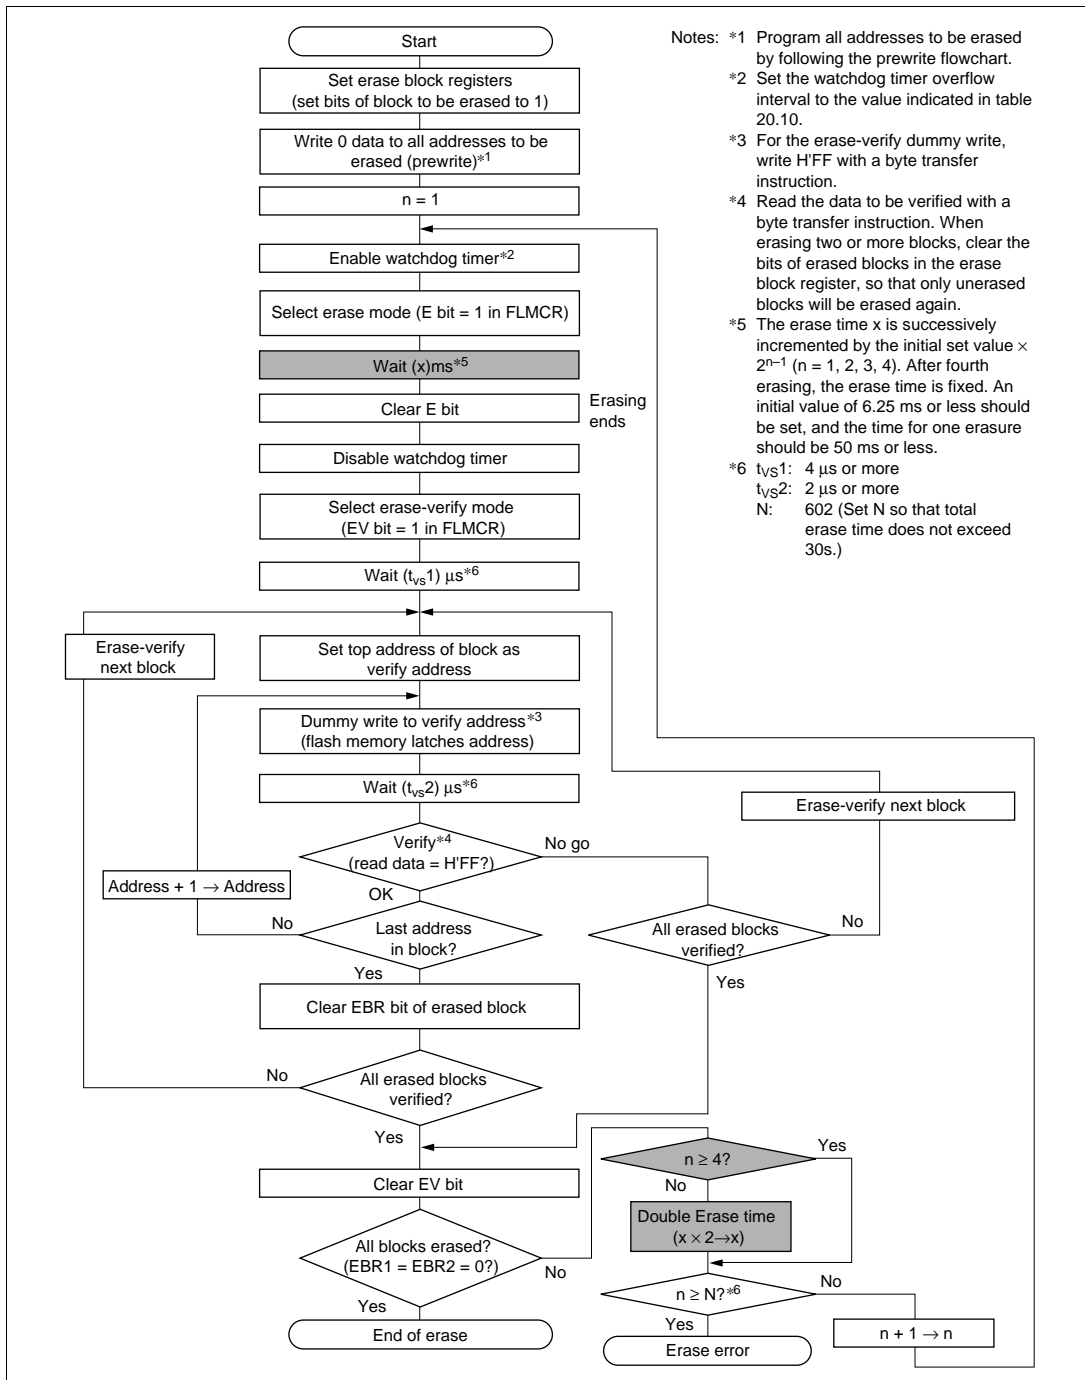 Start
Set erase block registers
(set bits of block to be erased to 1)
Write 0 data to all addresses to be
erased (prewrite)*1
n = 1
Enable watchdog timer*2
Select erase mode (E bit = 1 in FLMCR)
Wait (x)ms*5
Erasing
ends
Clear E bit
Disable watchdog timer
Select erase-verify mode
(EV bit = 1 in FLMCR)
Wait (tvs1) μs*6
Erase-verify
next block
Set top address of block as
verify address
Dummy write to verify address*3
(flash memory latches address)
Wait (tvs2) μs*6
Erase-verify next block
Verify*4
(read data = H'FF?)
No go
OK
Address + 1 → Address
No
Last address
in block?
Yes
All erased blocks
verified?
No
Yes
Clear EBR bit of erased block
No
All erased blocks
verified?
Yes
Clear EV bit
n ≥ 4?
Yes
No
Double Erase time
(x × 2→x)
All blocks erased?
(EBR1 = EBR2 = 0?)
No
Yes
End of erase
n ≥ N?*6
No
Yes
n + 1 → n
Erase error
Notes: *1 Program all addresses to be erased
by following the prewrite flowchart.
*2 Set the watchdog timer overflow
interval to the value indicated in table
20.10.
*3 For the erase-verify dummy write,
write H'FF with a byte transfer
instruction.
*4 Read the data to be verified with a
byte transfer instruction. When
erasing two or more blocks, clear the
bits of erased blocks in the erase
block register, so that only unerased
blocks will be erased again.
*5 The erase time x is successively
incremented by the initial set value ×
2n–1 (n = 1, 2, 3, 4). After fourth
erasing, the erase time is fixed. An
initial value of 6.25 ms or less should
be set, and the time for one erasure
should be 50 ms or less.
*6 tVS1: 4 μs or more
tVS2: 2 μs or more
N: 602 (Set N so that total
erase time does not exceed
30s.)